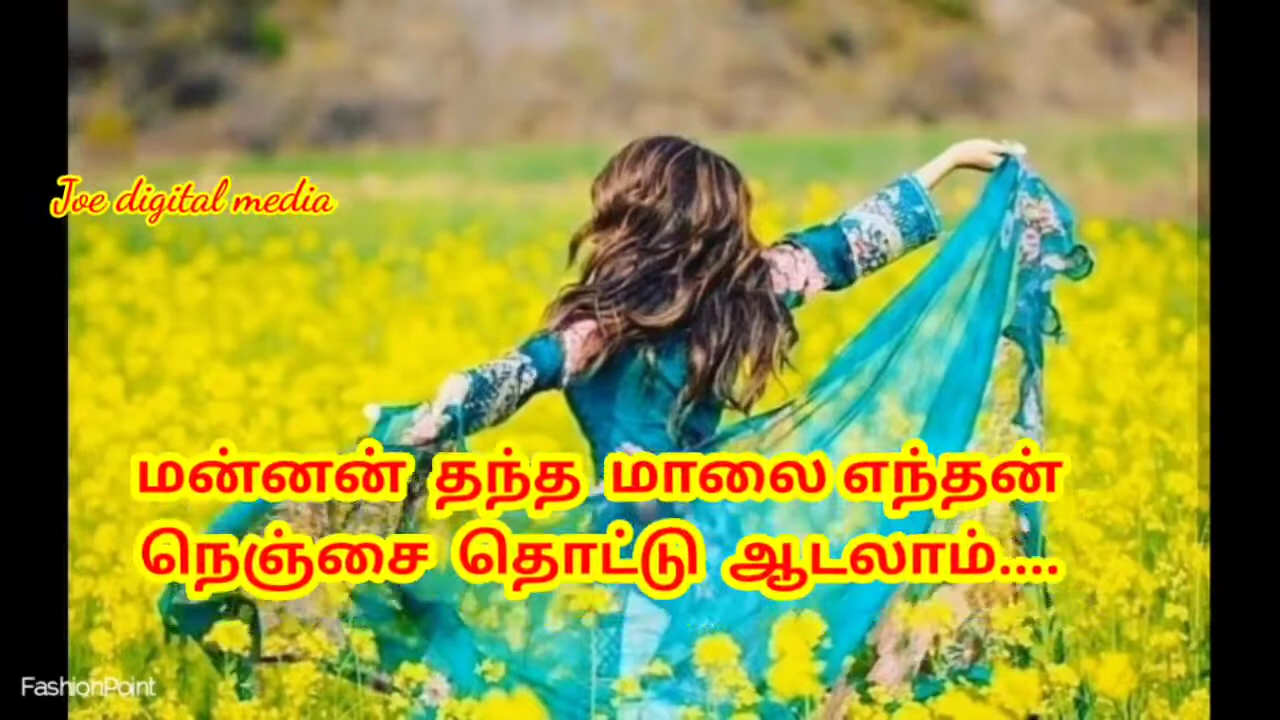 Joe digital media
மன்னன் தந்த மாலை எந்தன்
நெஞ்சை தொட்டு ஆடலாம்....
FashionPoint